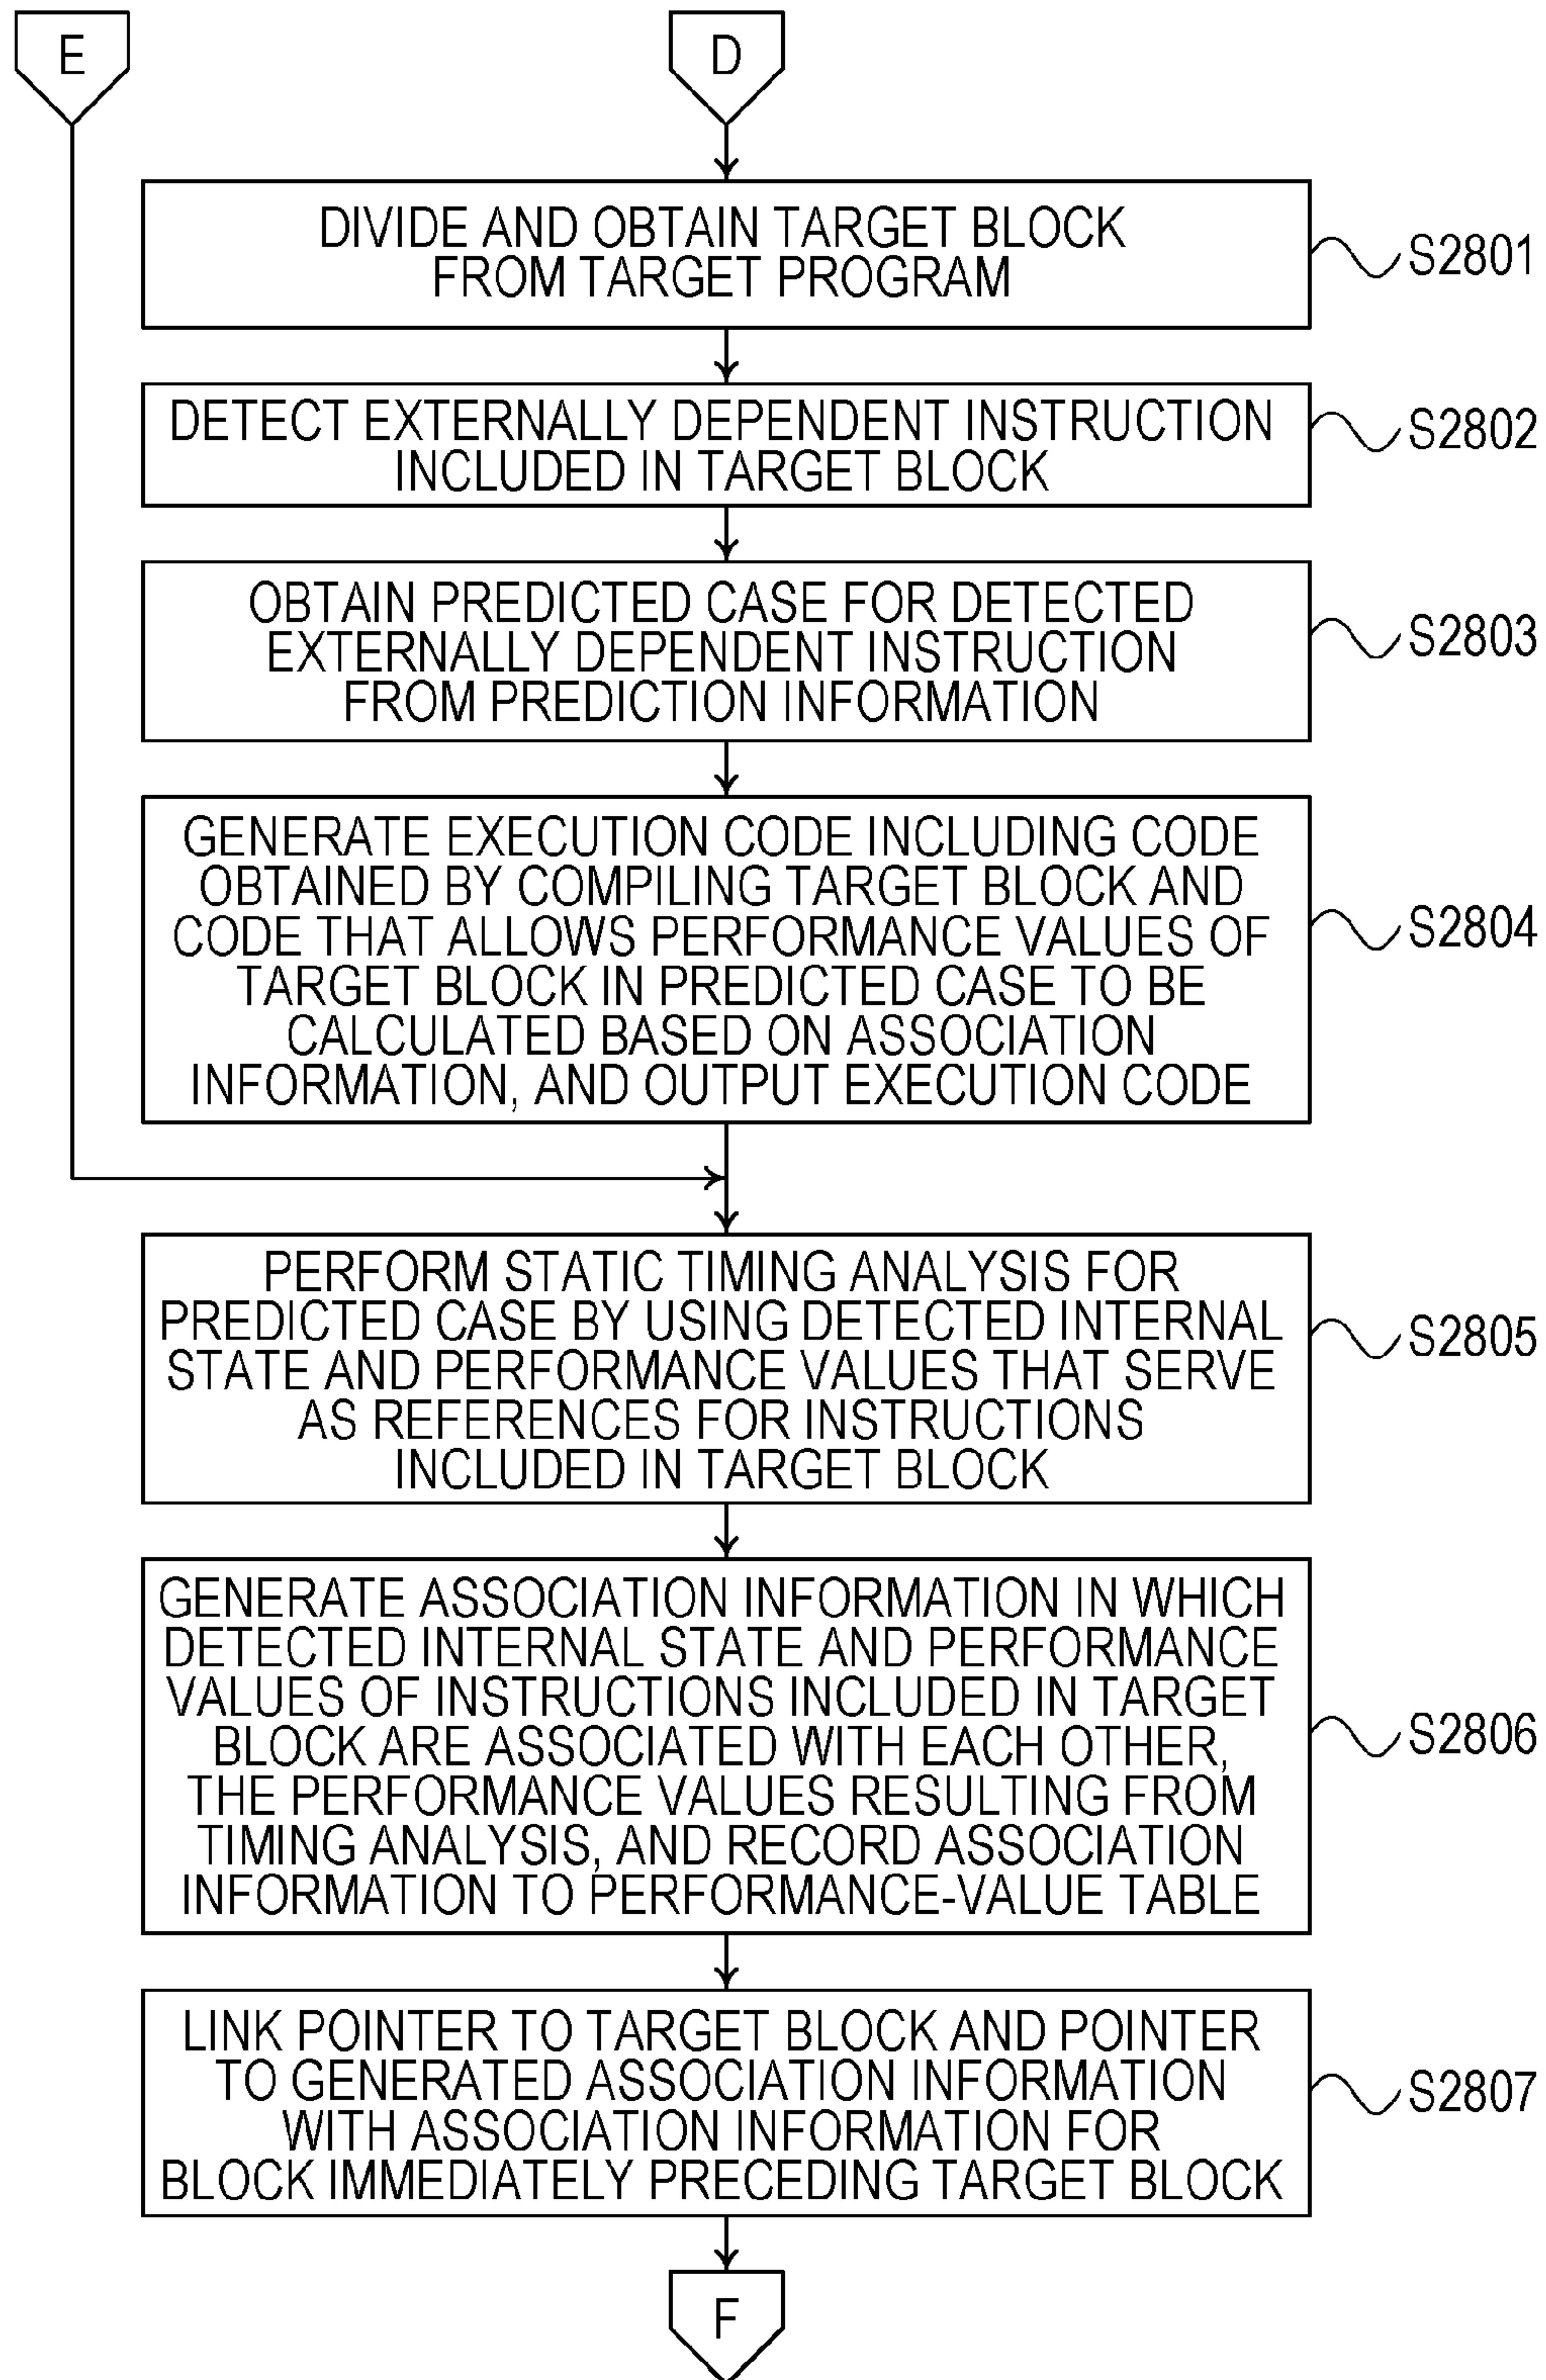 E
D
DIVIDE AND OBTAIN TARGET BLOCK
FROM TARGET PROGRAM
S2801
DETECT EXTERNALLY DEPENDENT INSTRUCTION
INCLUDED IN TARGET BLOCK
S2802
OBTAIN PREDICTED CASE FOR DETECTED
EXTERNALLY DEPENDENT INSTRUCTION
FROM PREDICTION INFORMATION
S2803
GENERATE EXECUTION CODE INCLUDING CODE
OBTAINED BY COMPILING TARGET BLOCK AND
CODE THAT ALLOWS PERFORMANCE VALUES OF
TARGET BLOCK IN PREDICTED CASE TO BE
CALCULATED BASED ON ASSOCIATION
INFORMATION, AND OUTPUT EXECUTION CODE
S2804
PERFORM STATIC TIMING ANALYSIS FOR
PREDICTED CASE BY USING DETECTED INTERNAL
STATE AND PERFORMANCE VALUES THAT SERVE
AS REFERENCES FOR INSTRUCTIONS
INCLUDED IN TARGET BLOCK
S2805
GENERATE ASSOCIATION INFORMATION IN WHICH
DETECTED INTERNAL STATE AND PERFORMANCE
VALUES OF INSTRUCTIONS INCLUDED IN TARGET
BLOCK ARE ASSOCIATED WITH EACH OTHER,
THE PERFORMANCE VALUES RESULTING FROM
TIMING ANALYSIS, AND RECORD ASSOCIATION
INFORMATION TO PERFORMANCE-VALUE TABLE
S2806
LINK POINTER TO TARGET BLOCK AND POINTER
TO GENERATED ASSOCIATION INFORMATION
WITH ASSOCIATION INFORMATION FOR
BLOCK IMMEDIATELY PRECEDING TARGET BLOCK
S2807
F